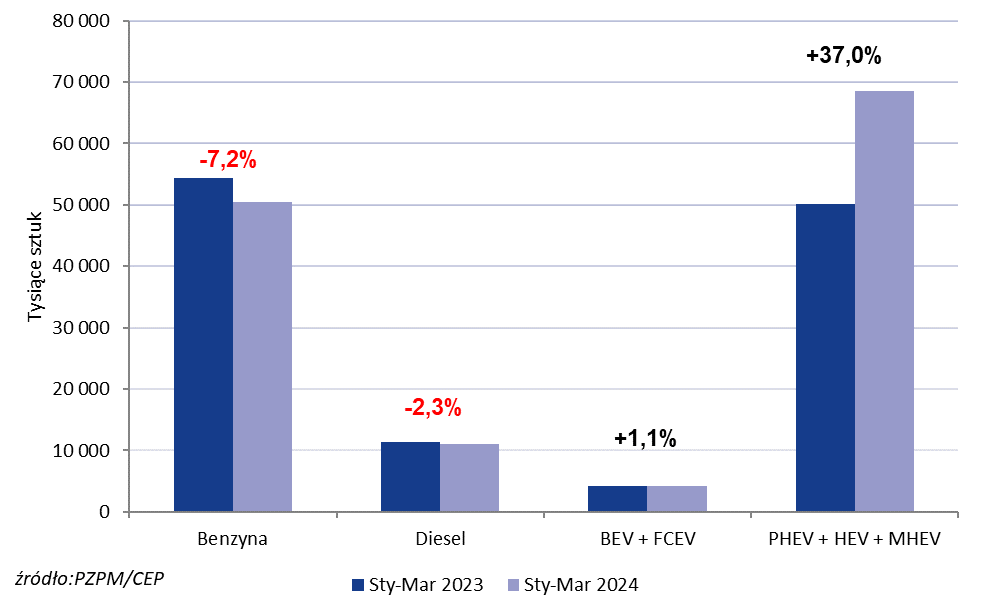 80 000
70 000
60 000
50 000
40 000
30 000
20 000
10 000
0
Tysiące sztuk
-7,2%
-2,3%
+1,1%
+37,0%
Benzyna
Diesel
BEV + FCEV
PHEV + HEV + MHEV
źródło:PZPM/CEP
Sty-Mar 2023
Sty-Mar 2024